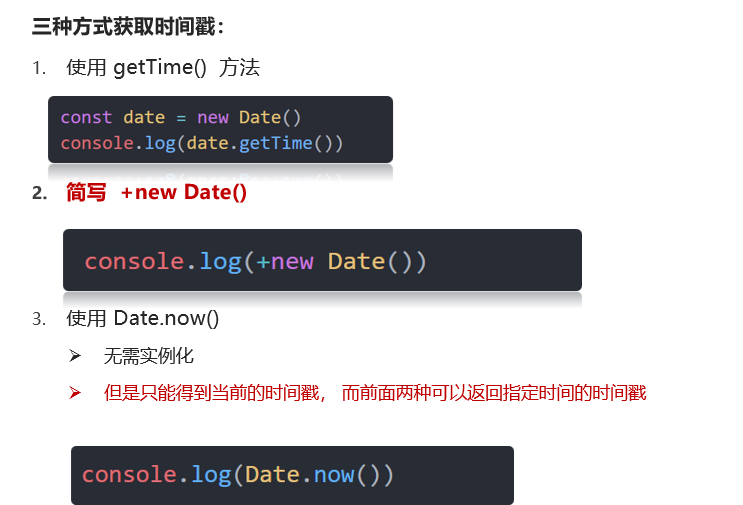 三种方式获取时间戳：
1. 使用 getTime() 方法
const date = new Date()
console.log(date.getTime())
2. 简写 +new Date()
console.log(+new Date())
3. 使用 Date.now()
➢ 无需实例化
➢ 但是只能得到当前的时间戳， 而前面两种可以返回指定时间的时间戳
console.log(Date.now())